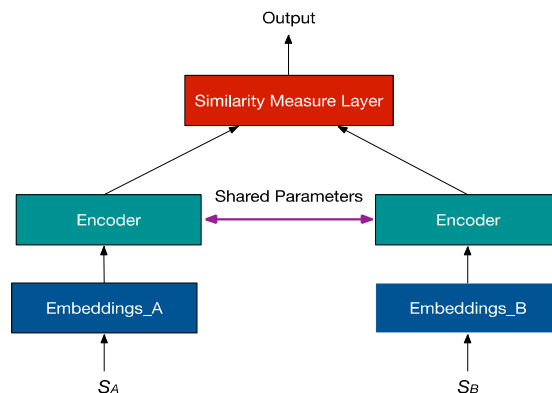 Output
Similarity Measure Layer
Shared Parameters
Encoder
Encoder
Embeddings_A
Embeddings_B
SA
SB